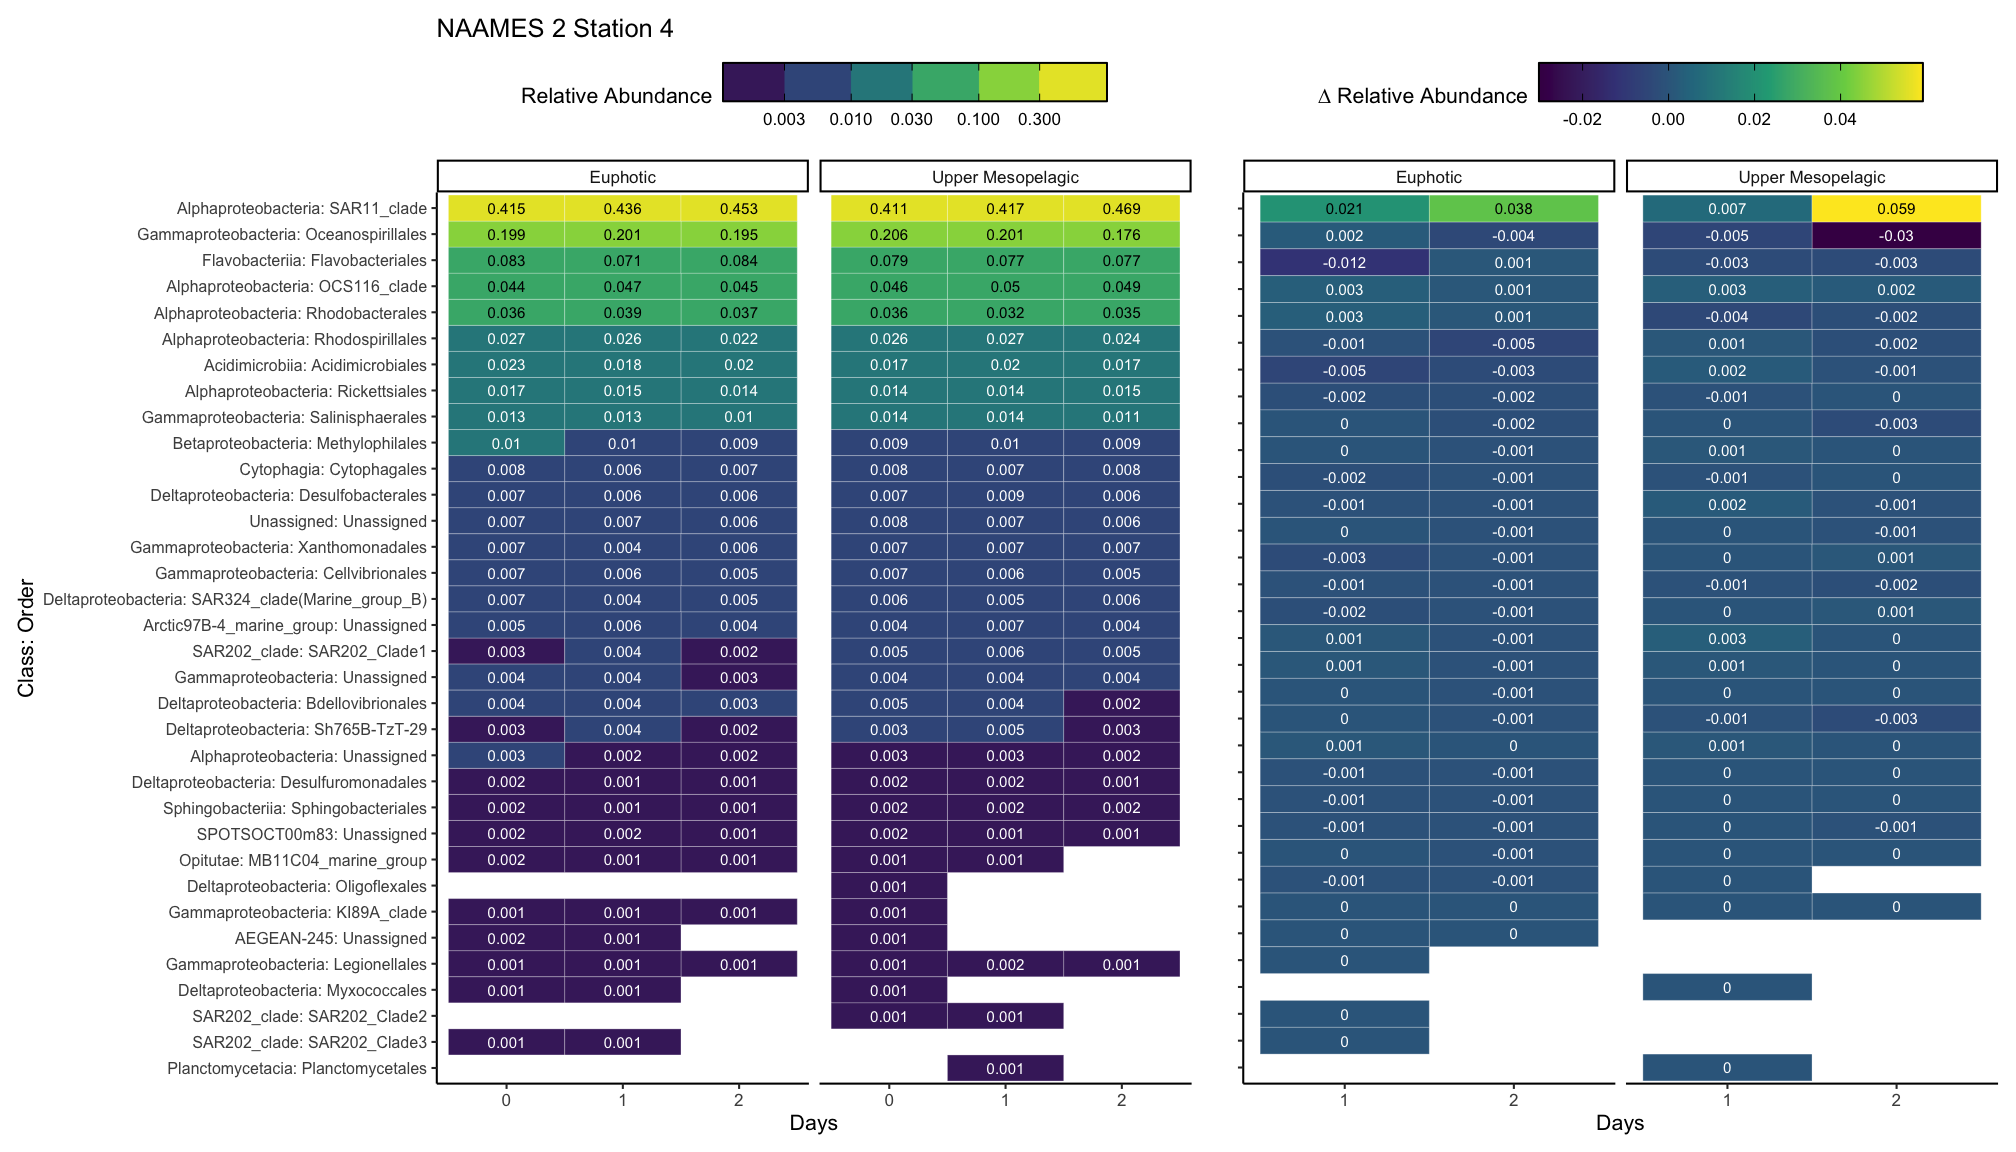 NAAMES 2 Station 4
Relative Abundance
0.003 0.010 0.030 0.100 0.300
Δ Relative Abundance
-0.02 0.00 0.02 0.04
Euphotic Upper Mesopelagic Euphotic Upper Mesopelagic
Class: Order
Alphaproteobacteria: SAR11_clade 0.415 0.436 0.453 0.411 0.417 0.469
Gammaproteobacteria: Oceanospirillales 0.199 0.201 0.195 0.206 0.201 0.176
Flavobacteriia: Flavobacteriales 0.083 0.071 0.084 0.079 0.077 0.077
Alphaproteobacteria: OCS116_clade 0.044 0.047 0.045 0.046 0.05 0.049
Alphaproteobacteria: Rhodobacterales 0.036 0.039 0.037 0.036 0.032 0.035
Alphaproteobacteria: Rhodospirillales 0.027 0.026 0.022 0.026 0.027 0.024
Acidimicrobiia: Acidimicrobiales 0.023 0.018 0.02 0.017 0.02 0.017
Alphaproteobacteria: Rickettsiales 0.017 0.015 0.014 0.014 0.014 0.015
Gammaproteobacteria: Salinisphaerales 0.013 0.013 0.01 0.014 0.014 0.011
Betaproteobacteria: Methylophilales 0.01 0.01 0.009 0.009 0.01 0.009
Cytophagia: Cytophagales 0.008 0.006 0.007 0.008 0.007 0.008
Deltaproteobacteria: Desulfobacterales 0.007 0.006 0.006 0.007 0.009 0.006
Unassigned: Unassigned 0.007 0.007 0.006 0.008 0.007 0.006
Gammaproteobacteria: Xanthomonadales 0.007 0.004 0.006 0.007 0.007 0.007
Gammaproteobacteria: Cellvibrionales 0.007 0.006 0.005 0.007 0.006 0.005
Deltaproteobacteria: SAR324_clade(Marine_group_B) 0.007 0.004 0.005 0.006 0.005 0.006
Arctic97B-4_marine_group: Unassigned 0.005 0.006 0.004 0.004 0.007 0.004
SAR202_clade: SAR202_Clade1 0.003 0.004 0.002 0.005 0.006 0.005
Gammaproteobacteria: Unassigned 0.004 0.004 0.003 0.004 0.004 0.004
Deltaproteobacteria: Bdellovibrionales 0.004 0.004 0.003 0.005 0.004 0.002
Deltaproteobacteria: Sh765B-TzT-29 0.003 0.004 0.002 0.003 0.005 0.003
Alphaproteobacteria: Unassigned 0.003 0.002 0.002 0.003 0.003 0.002
Deltaproteobacteria: Desulfuromonadales 0.002 0.001 0.001 0.002 0.002 0.001
Sphingobacteriia: Sphingobacteriales 0.002 0.001 0.001 0.002 0.002 0.002
SPOTSOCT00m83: Unassigned 0.002 0.002 0.001 0.002 0.001 0.001
Opitutae: MB11C04_marine_group 0.002 0.001 0.001 0.001 0.001
Deltaproteobacteria: Oligoflexales 0.001
Gammaproteobacteria: KI89A_clade 0.001 0.001 0.001 0.001
AEGEAN-245: Unassigned 0.002 0.001 0.001
Gammaproteobacteria: Legionellales 0.001 0.001 0.001 0.001 0.002 0.001
Deltaproteobacteria: Myxococcales 0.001 0.001 0.001
SAR202_clade: SAR202_Clade2 0.001 0.001
SAR202_clade: SAR202_Clade3 0.001 0.001
Planctomycetacia: Planctomycetales 0.001
0 1 2 0 1 2
Days
0.021 0.038 0.007 0.059
0.002 -0.004 -0.005 -0.03
-0.012 0.001 -0.003 -0.003
0.003 0.001 0.003 0.002
0.003 0.001 -0.004 -0.002
-0.001 -0.005 0.001 -0.002
-0.005 -0.003 0.002 -0.001
-0.002 -0.002 -0.001 0
0 -0.002 0 -0.003
0 -0.001 0.001 0
-0.002 -0.001 -0.001 0
-0.001 -0.001 0.002 -0.001
0 -0.001 0 -0.001
-0.003 -0.001 0 0.001
-0.001 -0.001 -0.001 -0.002
-0.002 -0.001 0 0.001
0.001 -0.001 0.003 0
0.001 -0.001 0.001 0
0 -0.001 0 0
0 -0.001 -0.001 -0.003
0.001 0 0.001 0
-0.001 -0.001 0 0
-0.001 -0.001 0 0
-0.001 -0.001 0 -0.001
0 -0.001 0 0
-0.001 -0.001 0
0 0 0 0
0 0
0
0
0
0
0
1 2 1 2
Days